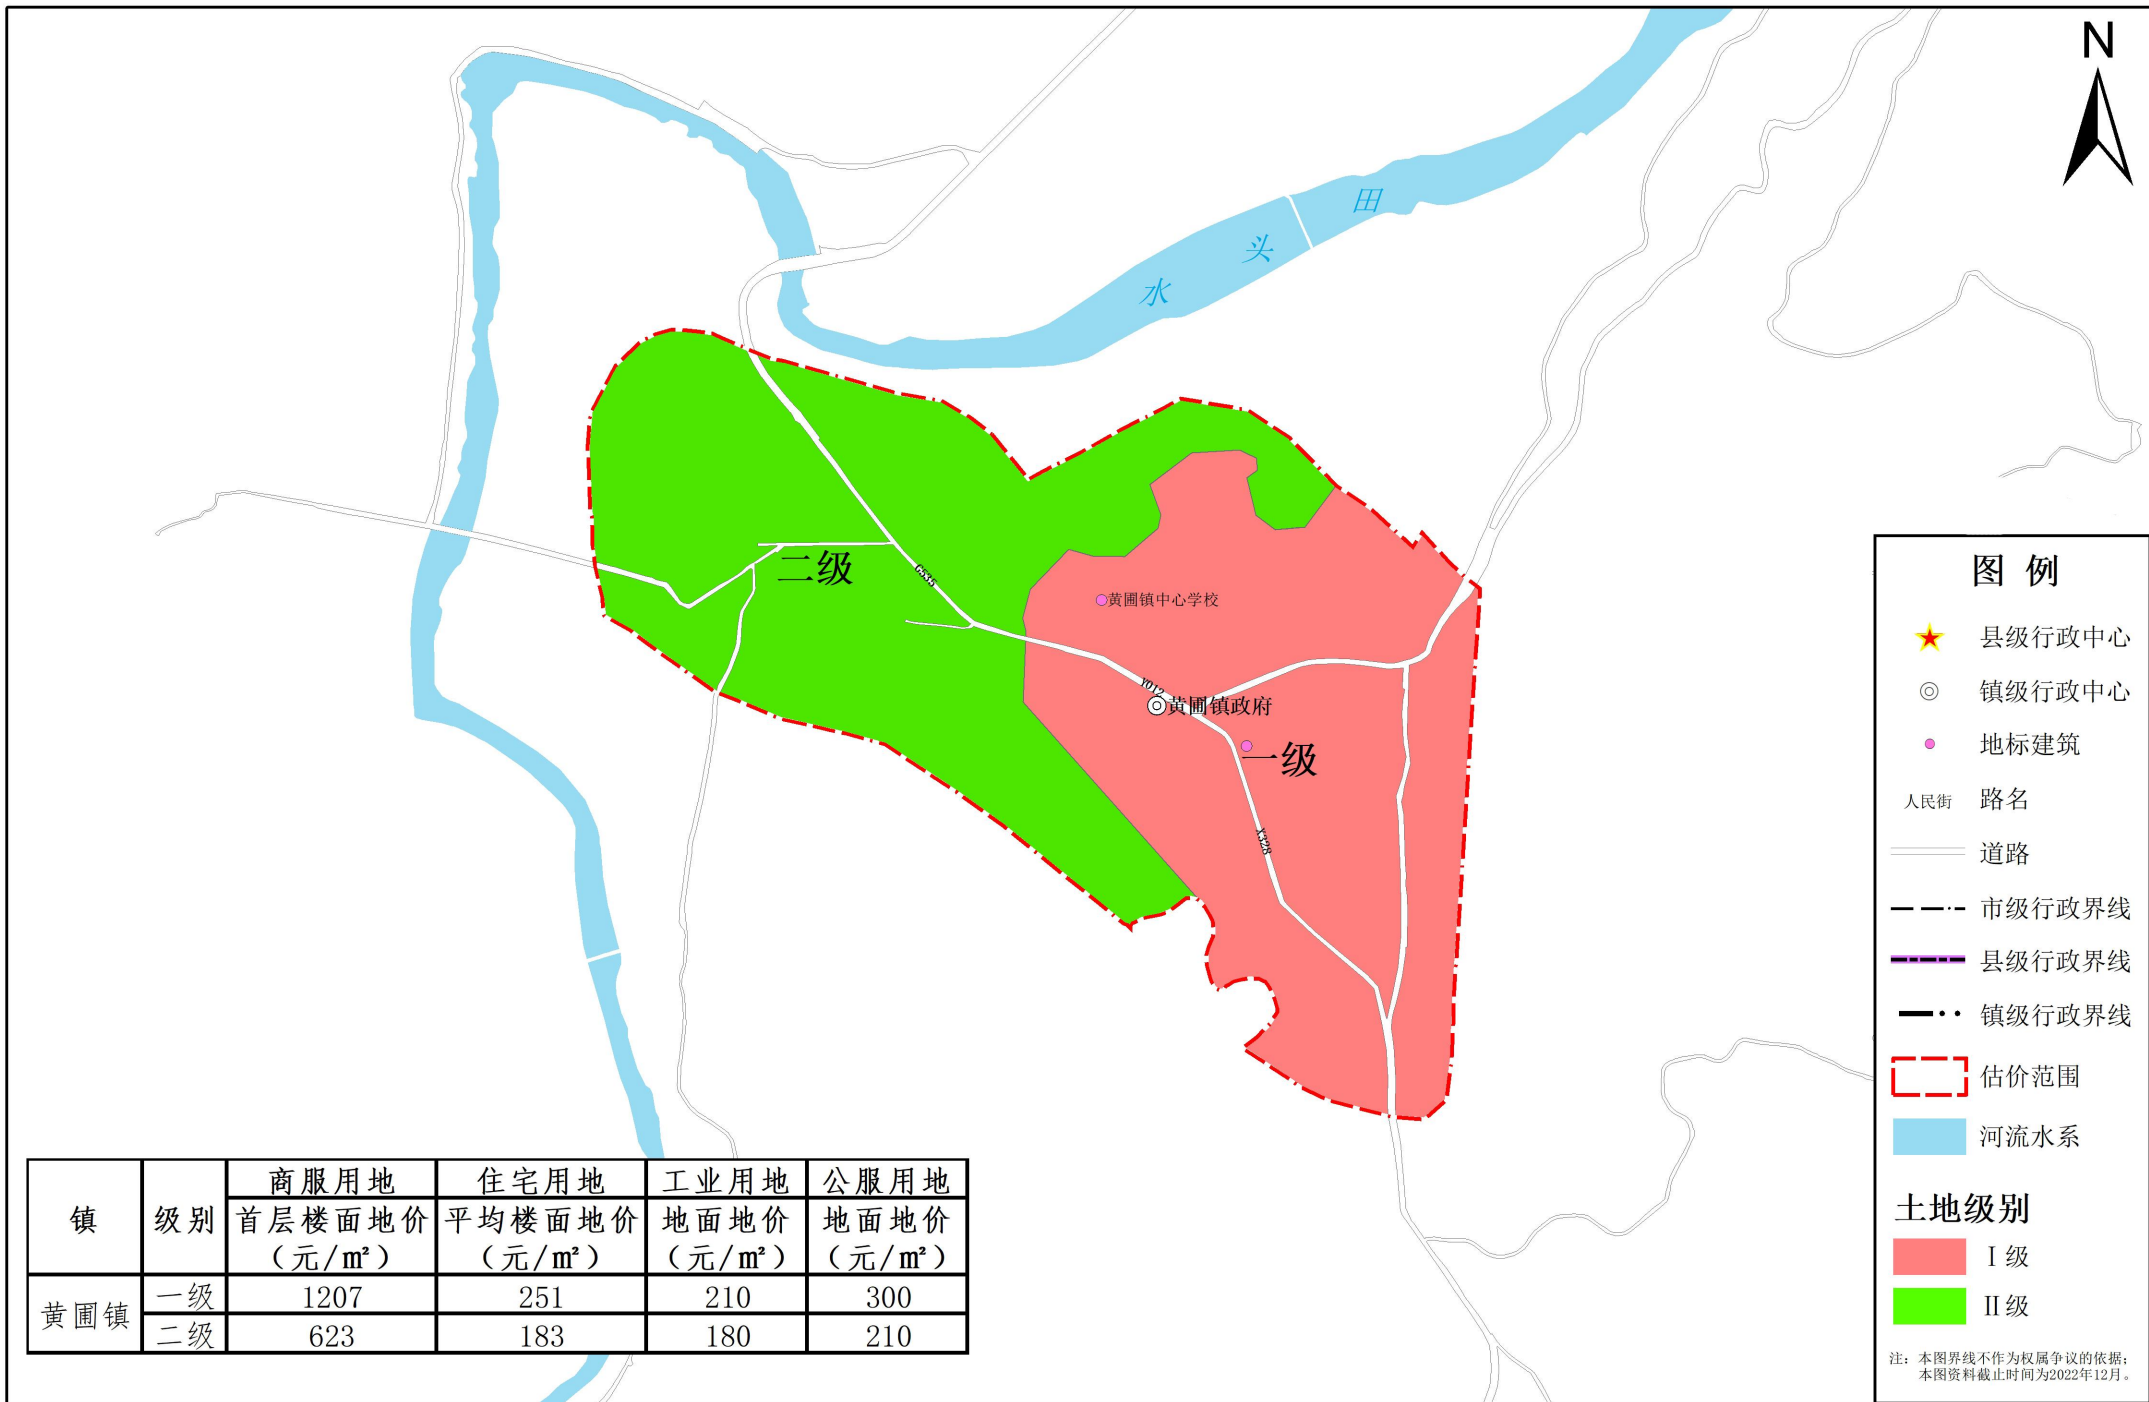 N
田
头
水
二级
G535
黄圃镇中心学校
Y012
黄圃镇政府
一级
X328
图 例
县级行政中心
镇级行政中心
地标建筑
人民街 路名
道路
市级行政界线
县级行政界线
镇级行政界线
估价范围
河流水系
土地级别
Ⅰ级
Ⅱ级
注：本图界线不作为权属争议的依据；
本图资料截止时间为2022年12月。
镇 级别 商服用地 住宅用地 工业用地 公服用地
首层楼面地价 平均楼面地价 地面地价 地面地价
（元/㎡） （元/㎡） （元/㎡） （元/㎡）
黄圃镇 一级 1207 251 210 300
二级 623 183 180 210